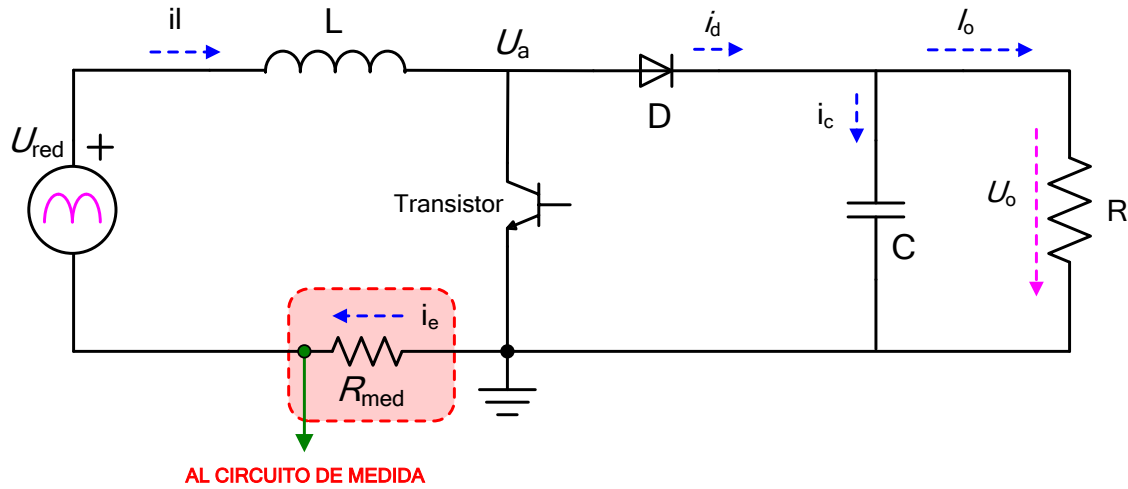 il
L
Ua
id
Io
Ured
+
D
ic
Transistor
Uo
R
C
ie
Rmed
AL CIRCUITO DE MEDIDA